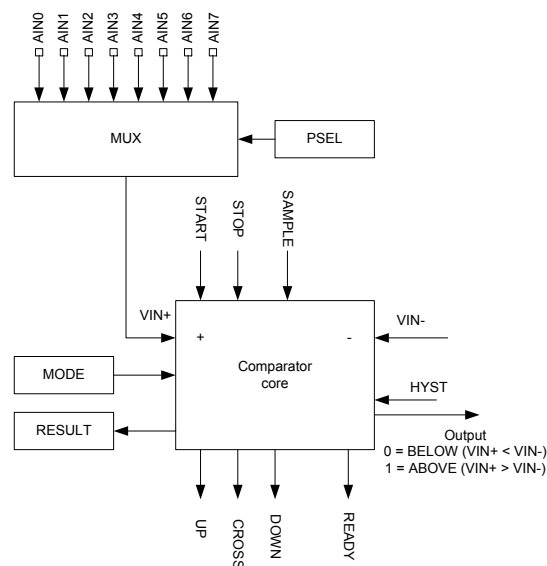 AIN0
AIN1
AIN2
AIN3
AIN4
AIN5
AIN6
AIN7
MUX
PSEL
START
STOP
SAMPLE
VIN+
VIN-
+
-
Comparator
core
MODE
HYST
RESULT
Output
0 = BELOW (VIN+ < VIN-)
1 = ABOVE (VIN+ > VIN-)
UP
CROSS
DOWN
READY